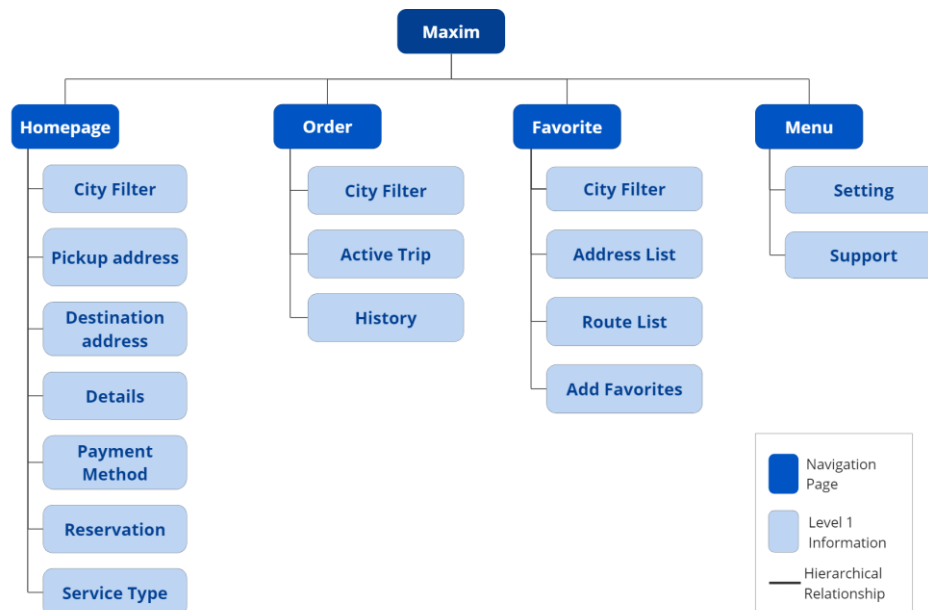 Maxim
Homepage
Order
Favorite
Menu
City Filter
Pickup address
Destination
address
Details
Payment
Method
Reservation
Service Type
City Filter
Active Trip
History
City Filter
Address List
Route List
Add Favorites
Setting
Support
Navigation
Page
Level 1
Information
Hierarchical
Relationship